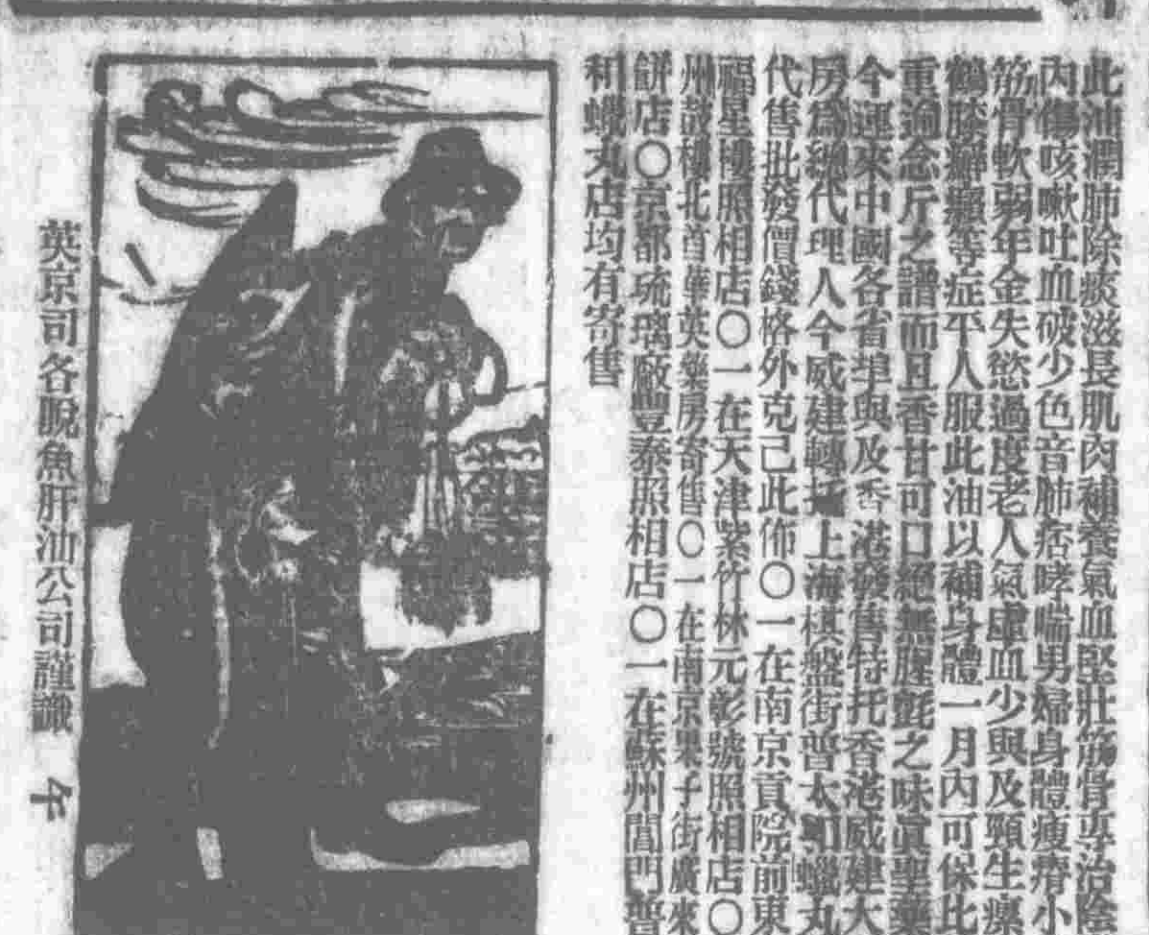 此油潤肺除痰滋長肌肉補養氣血堅壯筋骨專治陰
內傷咳嗽吐血破少色音肺痞哮喘男婦身體瘦瘠小
筋骨軟弱年金失慾過度老人氣虛血少與及頸生瘰
鶴膝癬癩等症平人服此油以補身體一月內可保比
重逾念斤之譜而且香甘可口絕無腥氈之味眞聖藥
今運來中國各省埠與及香港發售特托香港威建大
房爲總代理人今威建轉托上海棋盤街普太和蠟丸
代售批發價錢格外克己此佈〇一在南京貢院前東
福星樓照相店〇一在天津紫竹林元彰號照相店〇
州鼓樓北首華英藥房寄售〇一在南京果子街廣來
餅店〇京都琉璃廠豐泰照相店〇一在蘇州閶門普
和蠟丸店均有寄售
英京司各脫魚肝油公司謹識 午